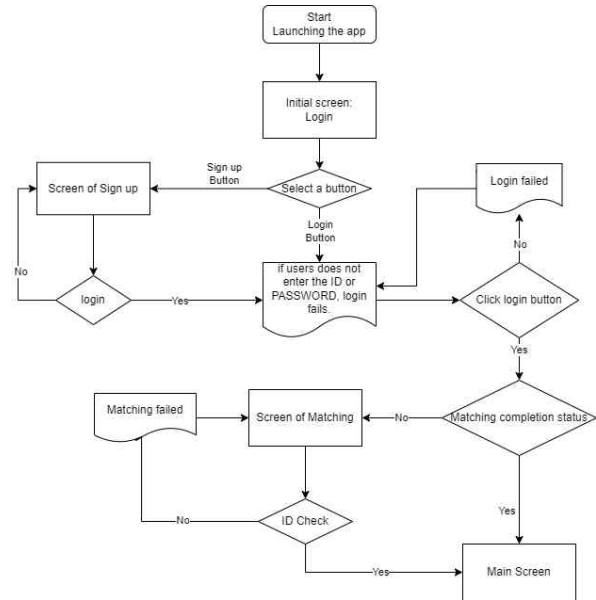 Start
Launching the app
Initial screen:
Login
Sign up
Button
Screen of Sign up
Select a button
Login failed
Login
Button
No
No
if users does not
enter the ID or
PASSWORD, login
fails.
login
Yes
Click login button
Yes
Matching failed
Screen of Matching
No
Matching completion status
Yes
No
ID Check
Yes
Main Screen